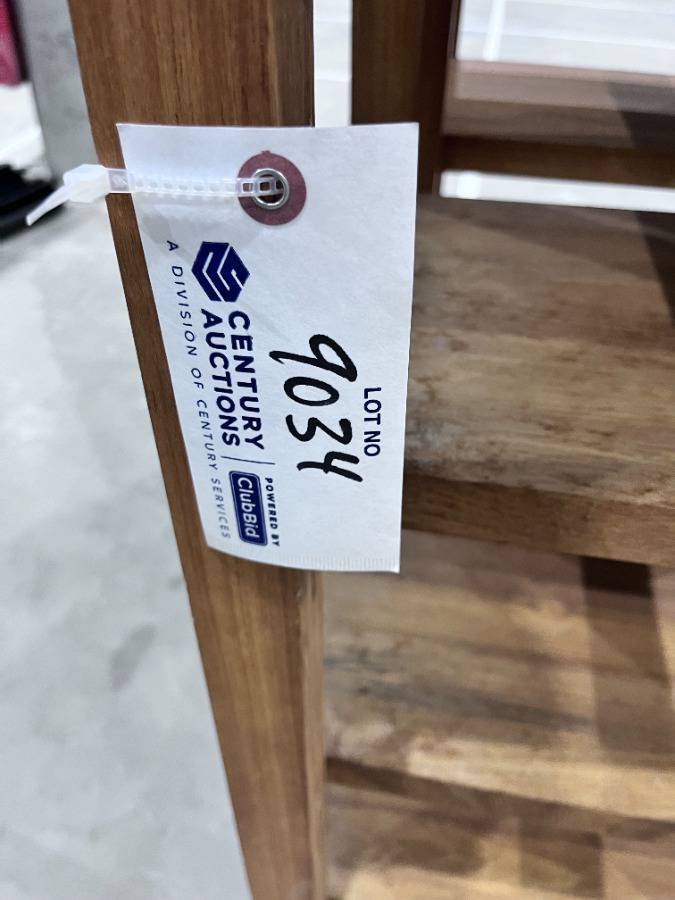 LOT NO
9034
CENTURY
AUCTIONS
A DIVISION OF CENTURY SERVICES
POWERED BY
ClubBid